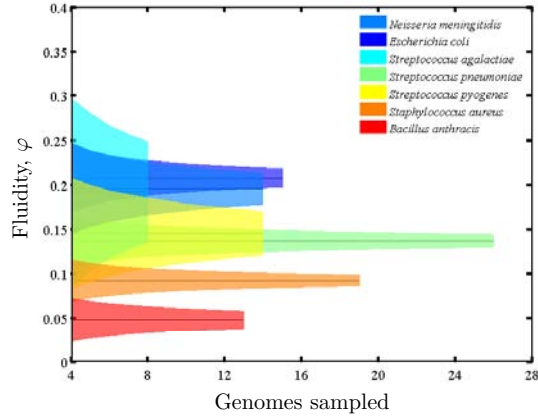 0.4
0.35
0.3
0.25
0.2
0.15
0.1
0.05
0
Fluidity, φ
Neisseria meningitidis
Escherichia coli
Streptococcus agalactiae
Streptococcus pneumoniae
Streptococcus pyogenes
Staphylococcus aureus
Bacillus anthracis
4 8 12 16 20 24 28
Genomes sampled